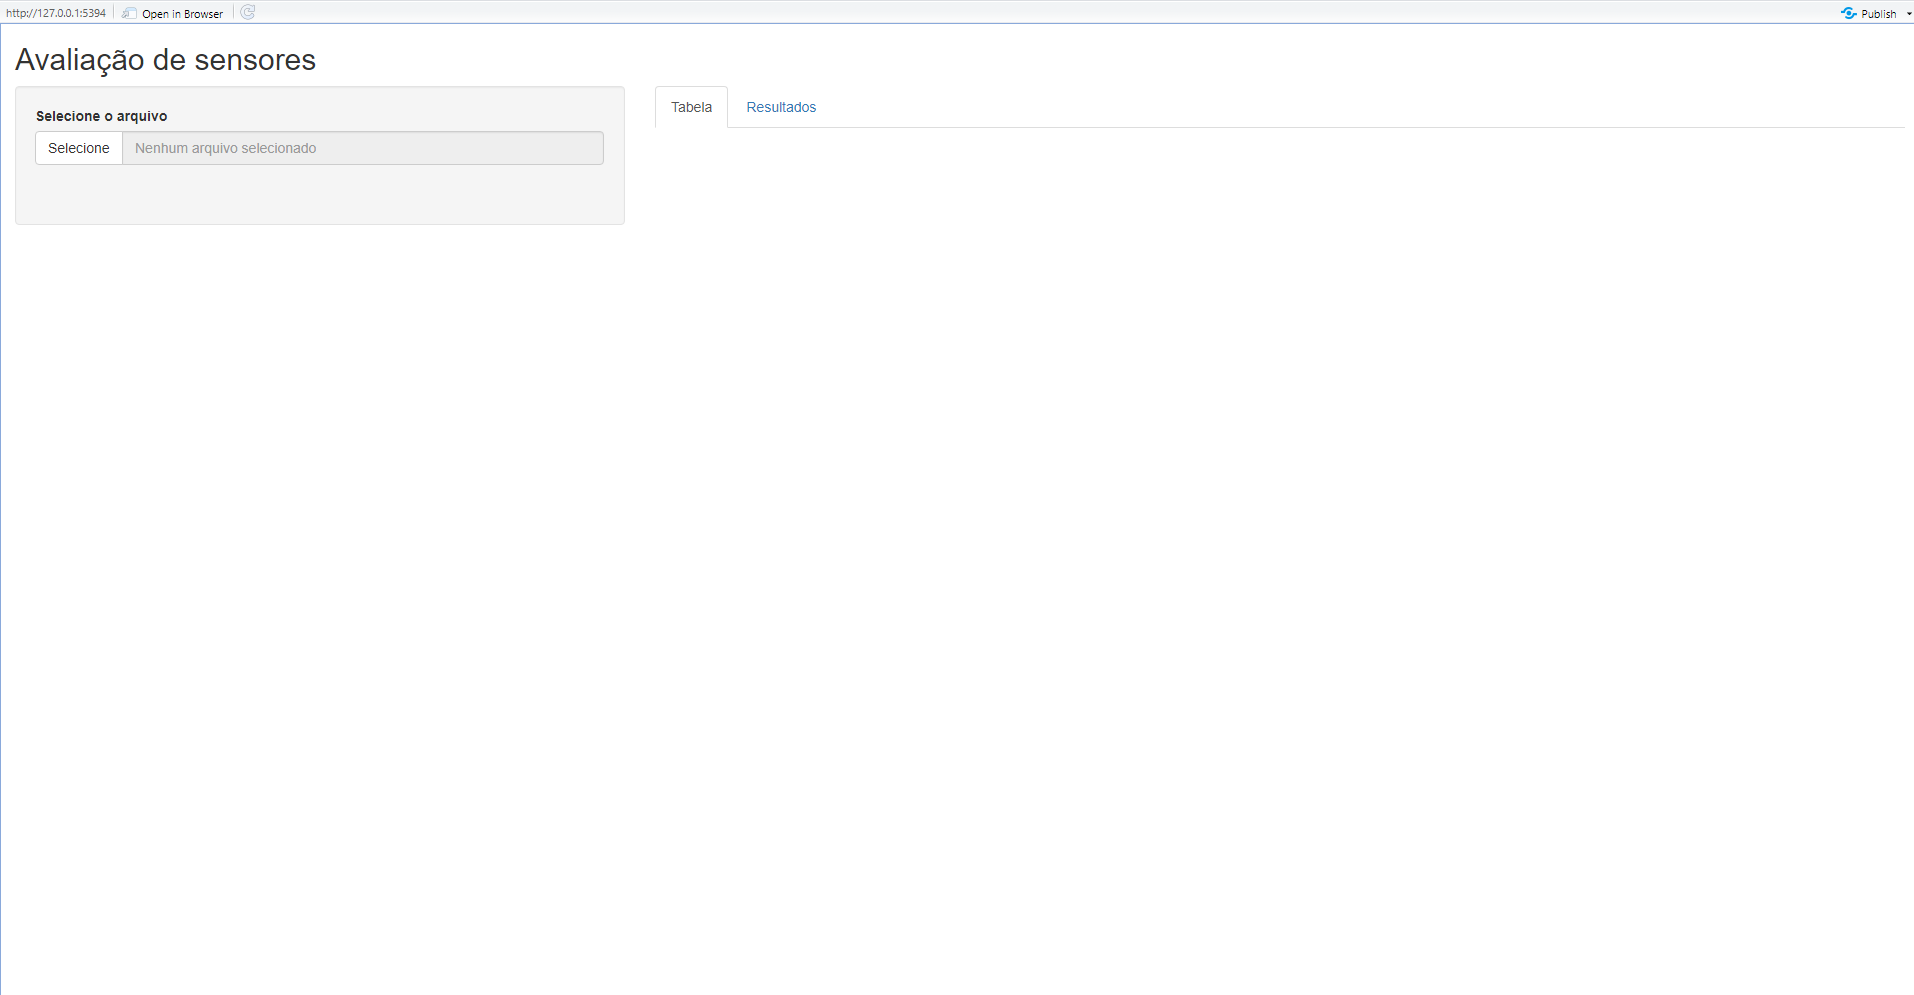 http://127.0.0.1:5394 Open in Browser Publish
Avaliação de sensores
Selecione o arquivo
Selecione Nenhum arquivo selecionado
Tabela Resultados